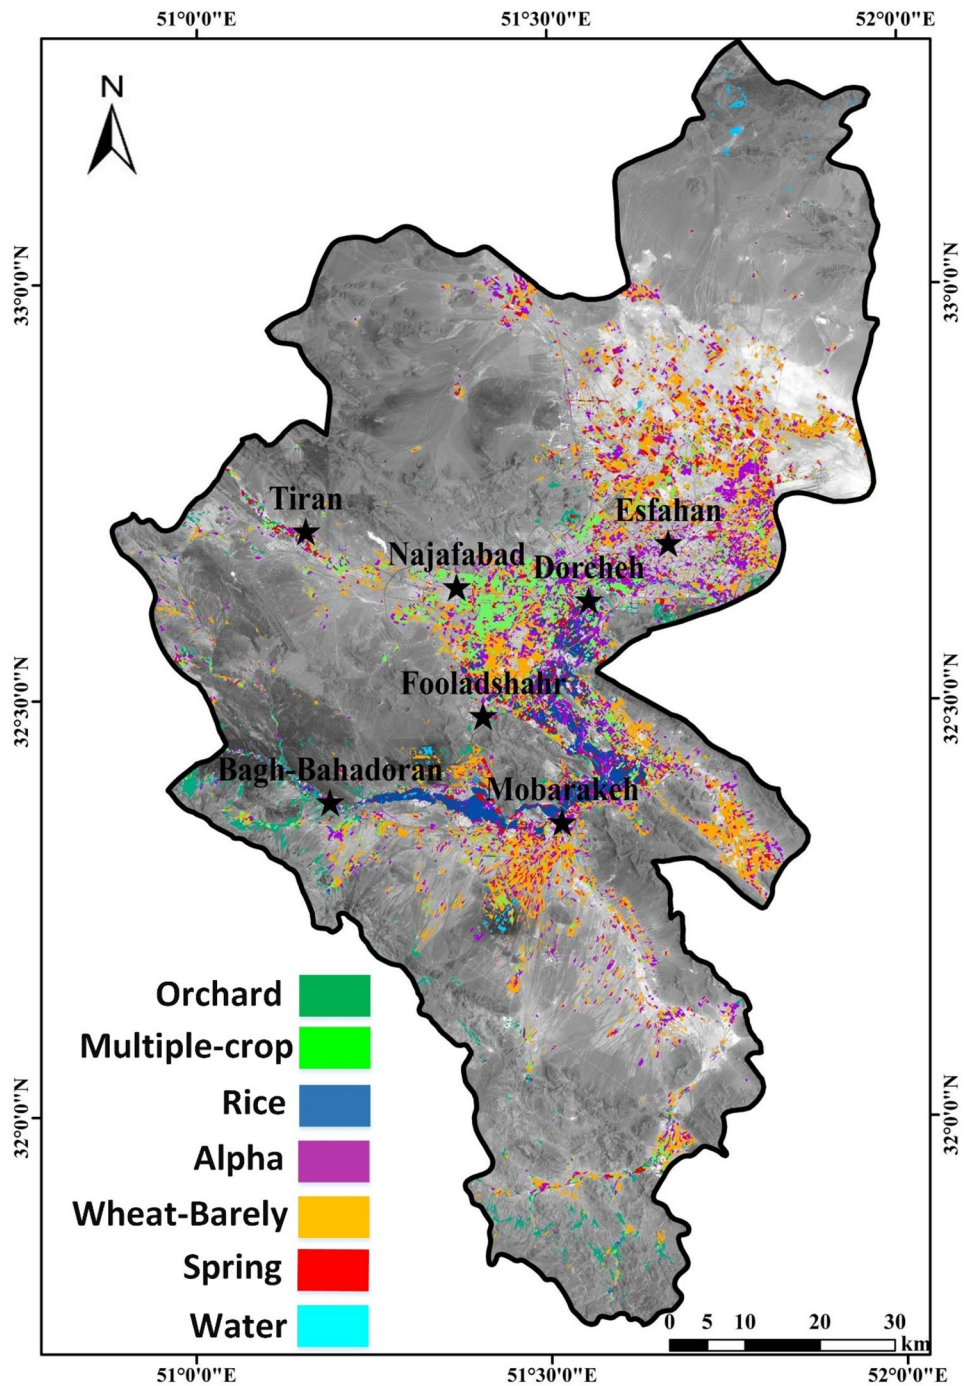 51°0'0"E 51°30'0"E 52°0'0"E
N
33°0'0"N 33°0'0"N
Tiran
Esfahan
Najafabad
Dorcheh
Fooladshahr
32°30'0"N 32°30'0"N
Bagh-Bahadoran
Mobarakeh
Orchard
Multiple-crop
Rice
32°0'0"N 32°0'0"N
Alpha
Wheat-Barely
Spring
Water
0 5 10 20 30
km
51°0'0"E 51°30'0"E 52°0'0"E